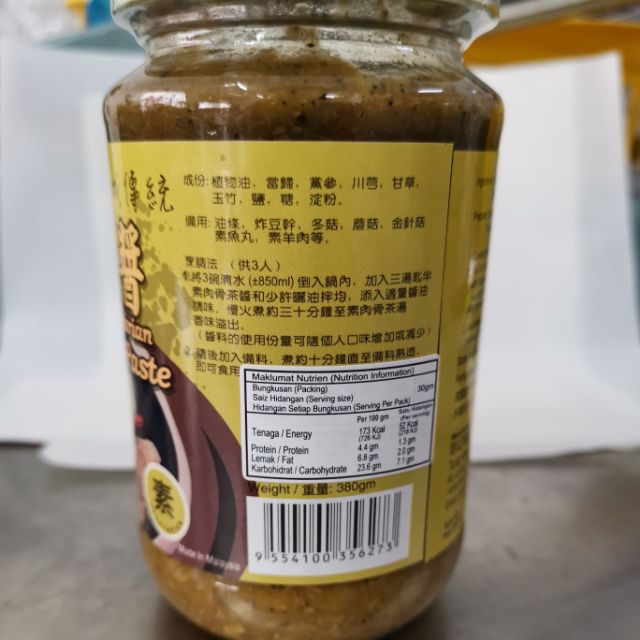 傳統
醬
Paste
素
Made in Malaysia
成份: 植物油, 當歸, 黨參, 川芎, 甘草,
玉竹, 鹽, 糖, 淀粉。
備用: 油條, 炸豆幹, 冬菇, 蘑菇, 金針菇
素魚丸, 素羊肉等。
烹調法 (供3人)
1. 將3碗清水 (±850ml) 倒入鍋內, 加入三湯匙半
素肉骨茶醬和少許曬油拌均, 添入適量醬油
調味, 慢火煮約三十分鐘至素肉骨茶湯
香味溢出.
(醬料的使用份量可隨個人口味增加或減少)
2. 隨後加入備料, 煮約十分鐘直至備料熟透,
即可食用
Maklumat Nutrien (Nutrition Information)
Bungkusan (Packing)
Saiz Hidangan (Serving size) : 30gm
Hidangan Setiap Bungkusan (Serving Per Pack)
Per 100 gm Satu Hidangan (Per serving)
Tenaga / Energy 173 Kcal (726 KJ) 52 Kcal (218 KJ)
Protein / Protein 4.4 gm 1.3 gm
Lemak / Fat 6.8 gm 2.0 gm
Karbohidrat / Carbohydrate 23.6 gm 7.1 gm
Weight / 重量: 380gm
9 554100 356273